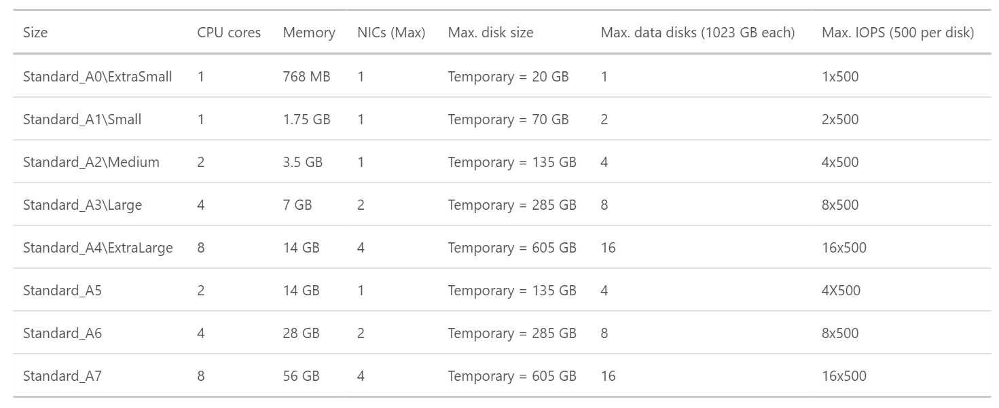 Size CPU cores Memory NICs (Max) Max. disk size Max. data disks (1023 GB each) Max. IOPS (500 per disk)
Standard_A0\ExtraSmall 1 768 MB 1 Temporary = 20 GB 1 1x500
Standard_A1\Small 1 1.75 GB 1 Temporary = 70 GB 2 2x500
Standard_A2\Medium 2 3.5 GB 1 Temporary = 135 GB 4 4x500
Standard_A3\Large 4 7 GB 2 Temporary = 285 GB 8 8x500
Standard_A4\ExtraLarge 8 14 GB 4 Temporary = 605 GB 16 16x500
Standard_A5 2 14 GB 1 Temporary = 135 GB 4 4X500
Standard_A6 4 28 GB 2 Temporary = 285 GB 8 8x500
Standard_A7 8 56 GB 4 Temporary = 605 GB 16 16x500